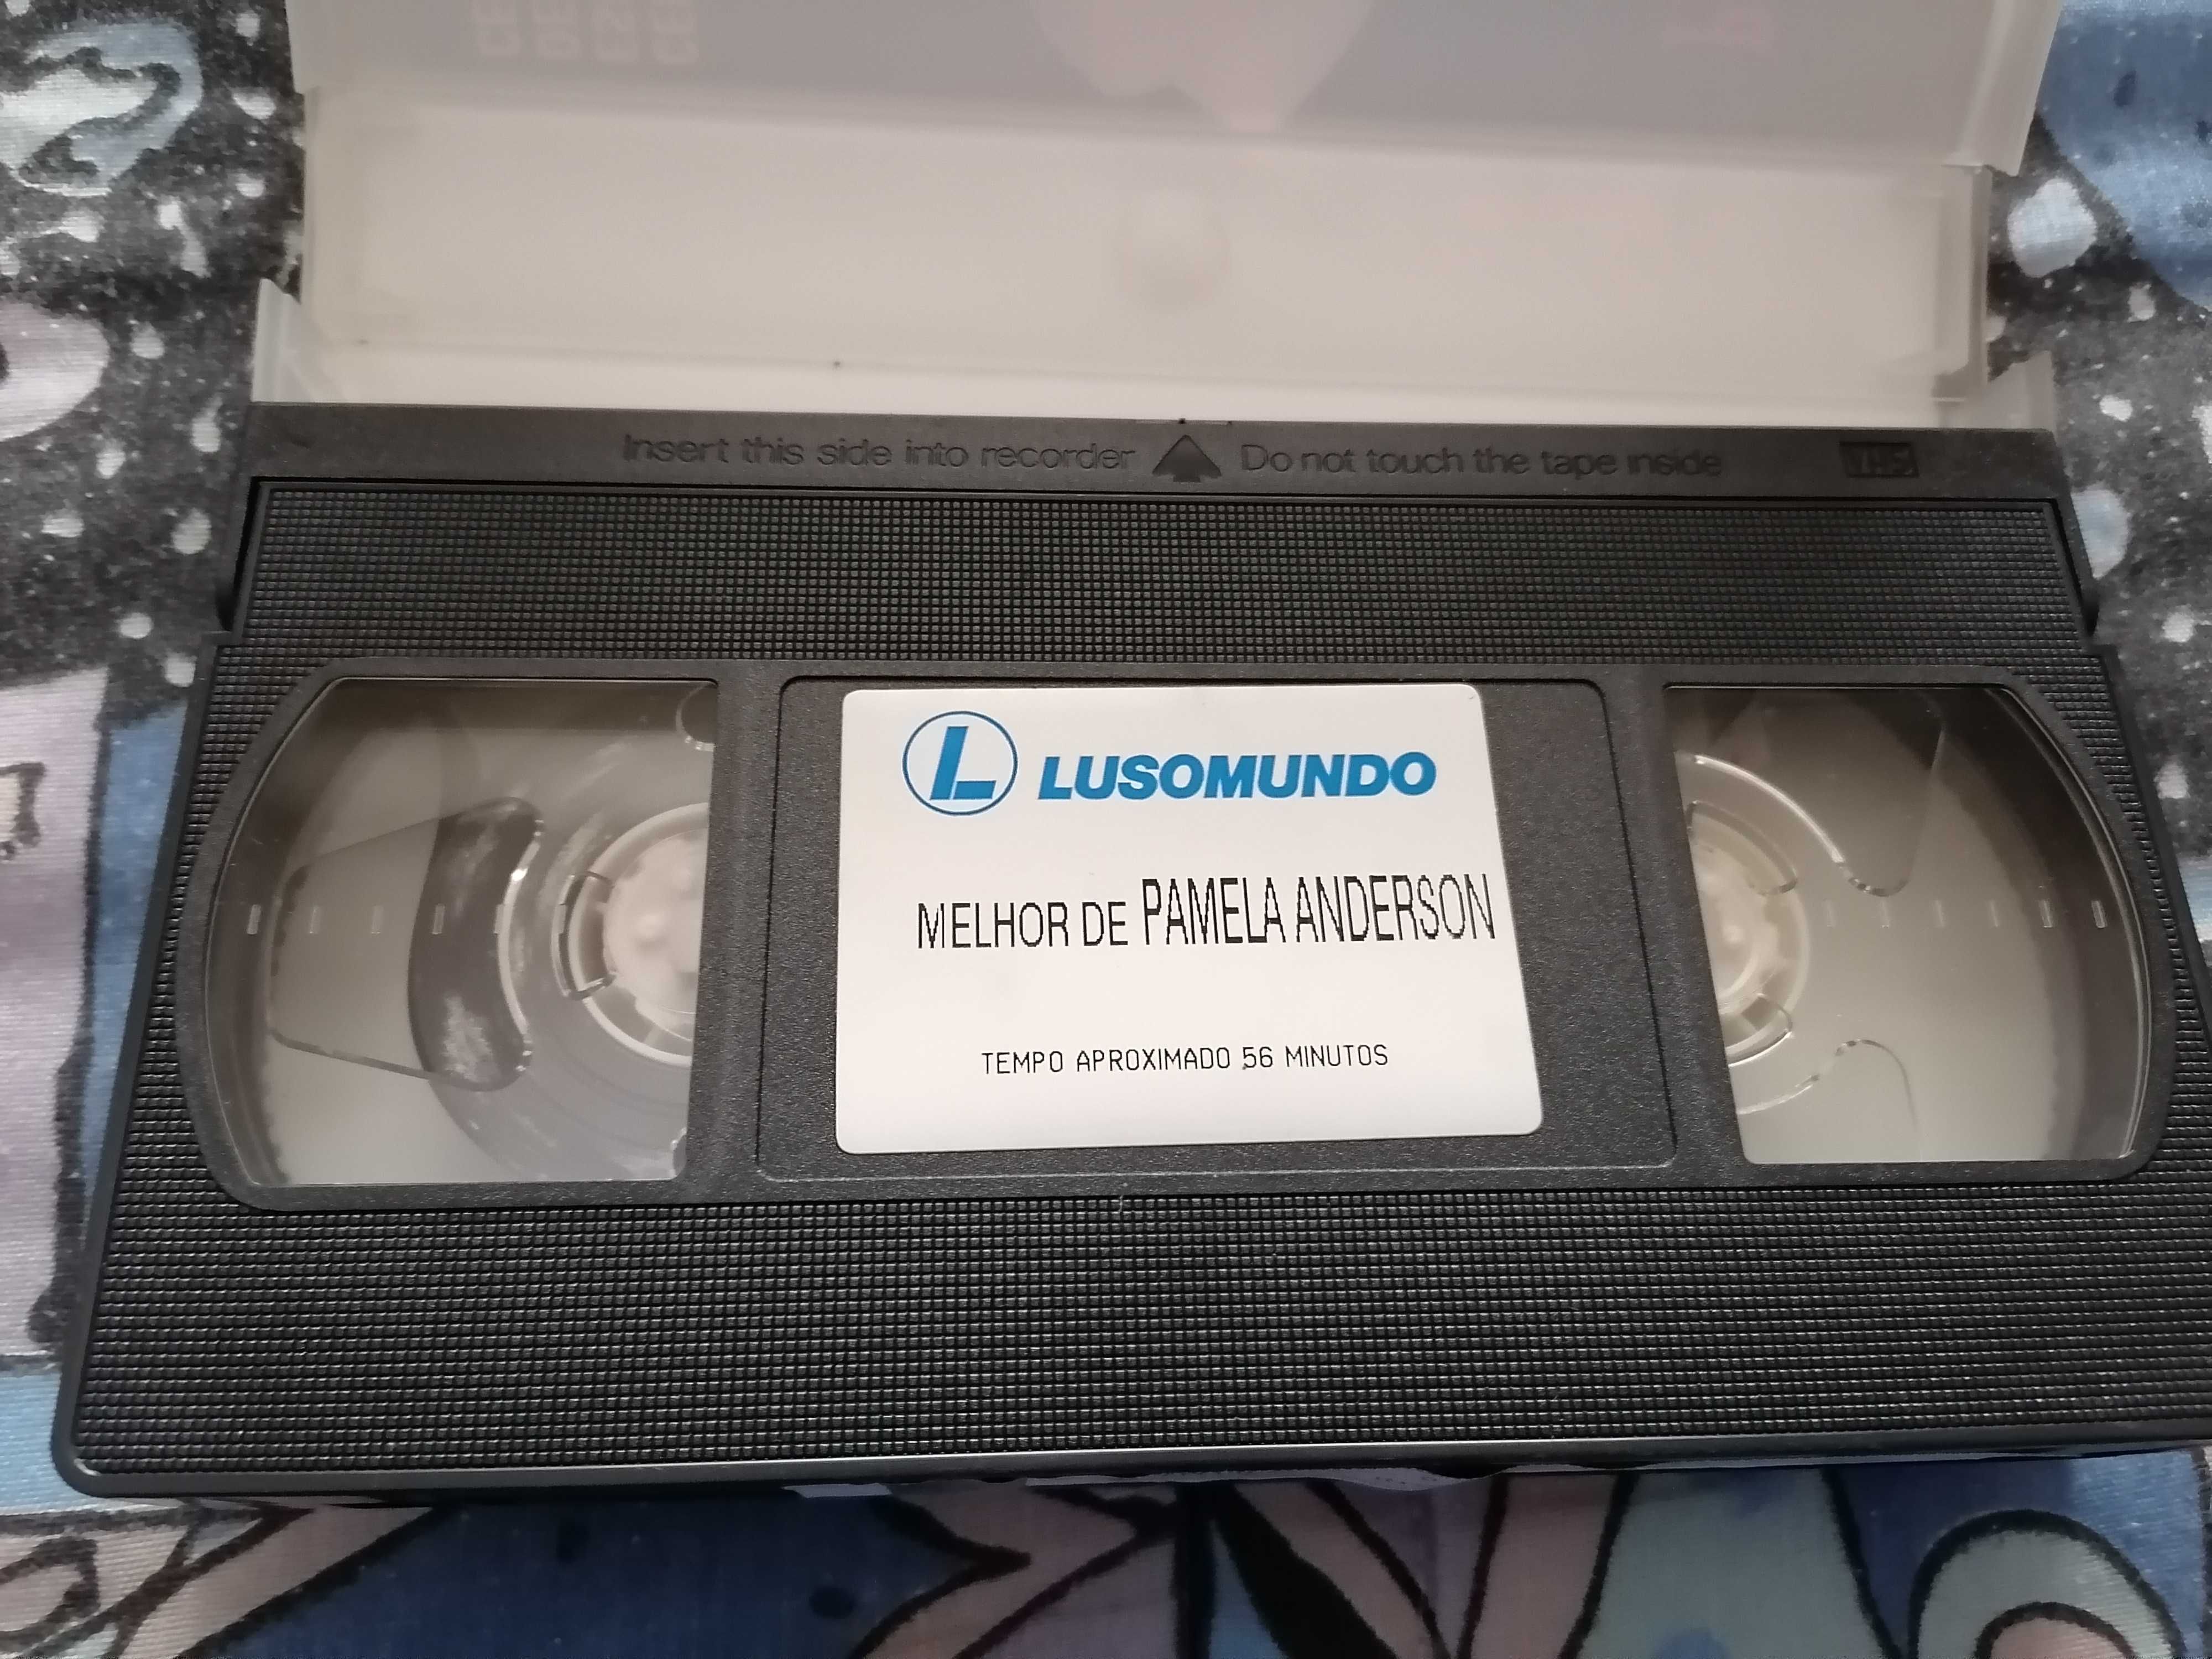 Insert this side into recorder Do not touch the tape inside VHS
L LUSOMUNDO
MELHOR DE PAMELA ANDERSON
TEMPO APROXIMADO 56 MINUTOS